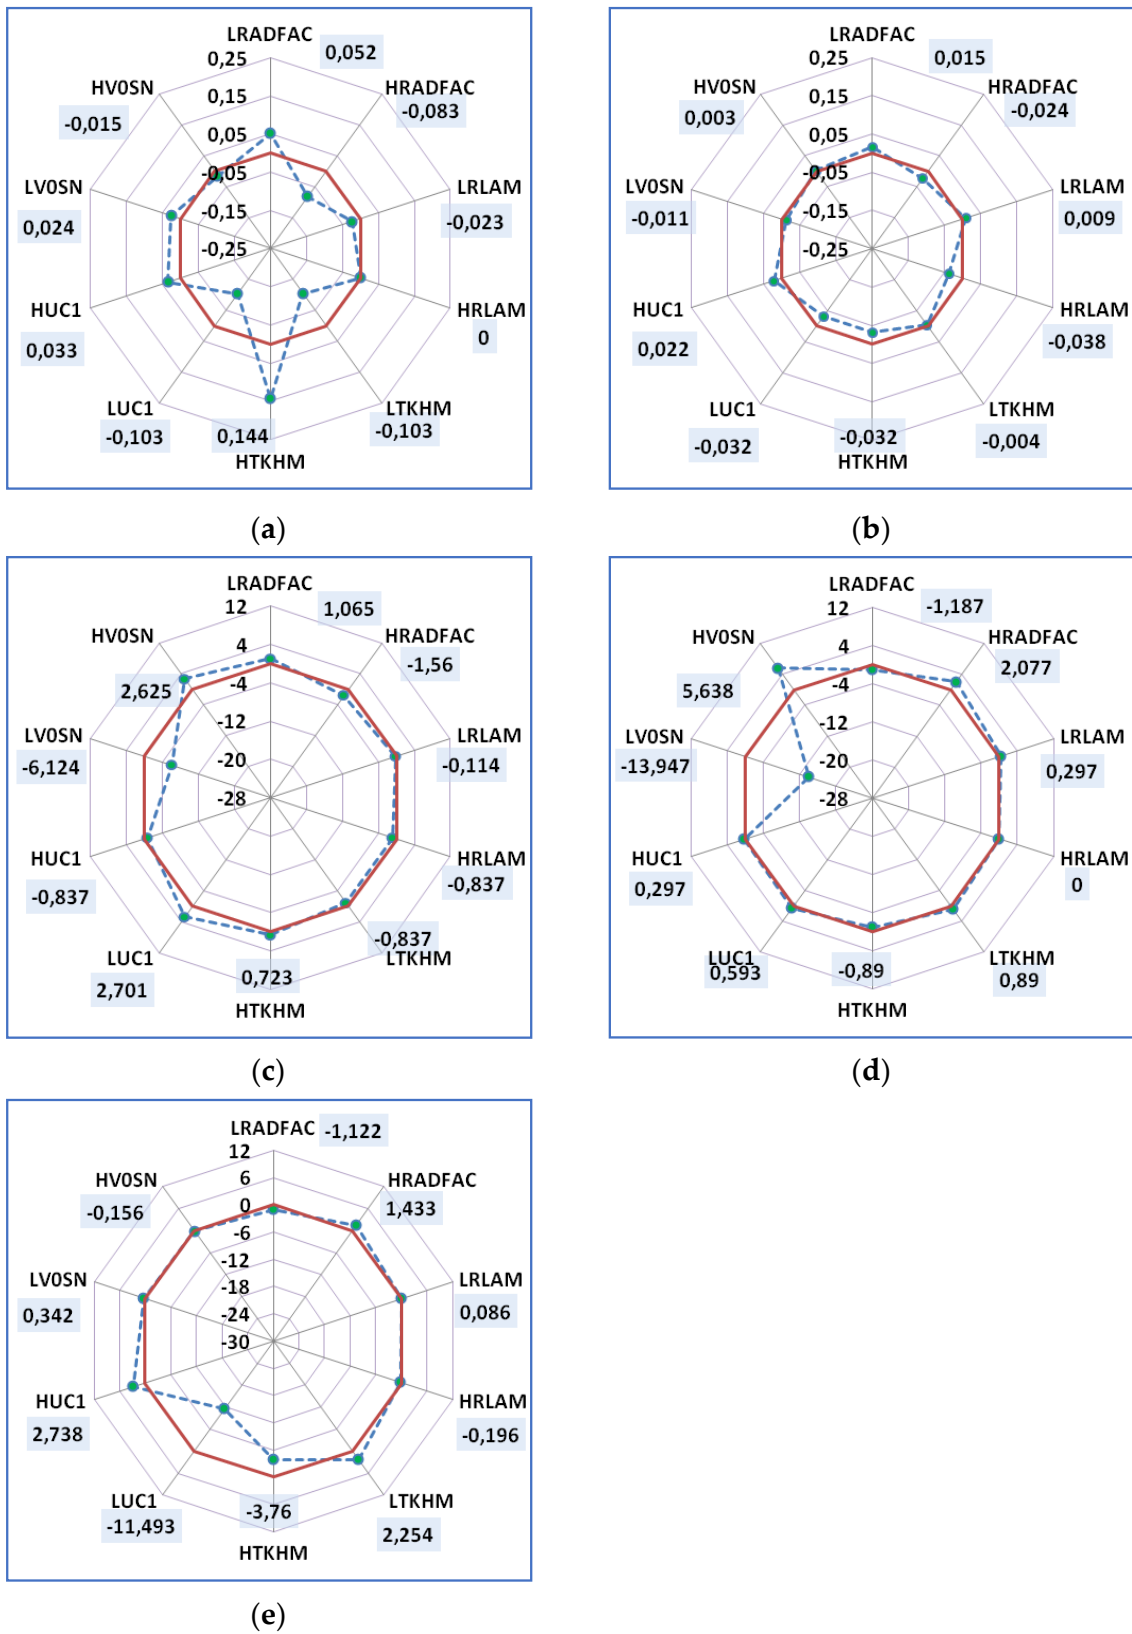 LRADFAC
0,052
HRADFAC
-0,083
LRLAM
-0,023
HRLAM
0
LTKHM
-0,103
HTKHM
0,144
LUC1
-0,103
HUC1
0,033
LV0SN
0,024
HV0SN
-0,015
0,25
0,15
0,05
-0,05
-0,15
-0,25
(a)
LRADFAC
0,015
HRADFAC
-0,024
LRLAM
0,009
HRLAM
-0,038
LTKHM
-0,004
HTKHM
-0,032
LUC1
-0,032
HUC1
0,022
LV0SN
-0,011
HV0SN
0,003
0,25
0,15
0,05
-0,05
-0,15
-0,25
(b)
LRADFAC
1,065
HRADFAC
-1,56
LRLAM
-0,114
HRLAM
-0,837
LTKHM
-0,837
HTKHM
0,723
LUC1
2,701
HUC1
-0,837
LV0SN
-6,124
HV0SN
2,625
12
4
-4
-12
-20
-28
(c)
LRADFAC
-1,187
HRADFAC
2,077
LRLAM
0,297
HRLAM
0
LTKHM
0,89
HTKHM
-0,89
LUC1
0,593
HUC1
0,297
LV0SN
-13,947
HV0SN
5,638
12
4
-4
-12
-20
-28
(d)
LRADFAC
-1,122
HRADFAC
1,433
LRLAM
0,086
HRLAM
-0,196
LTKHM
2,254
HTKHM
-3,76
LUC1
-11,493
HUC1
2,738
LV0SN
0,342
HV0SN
-0,156
12
6
0
-6
-12
-18
-24
-30
(e)